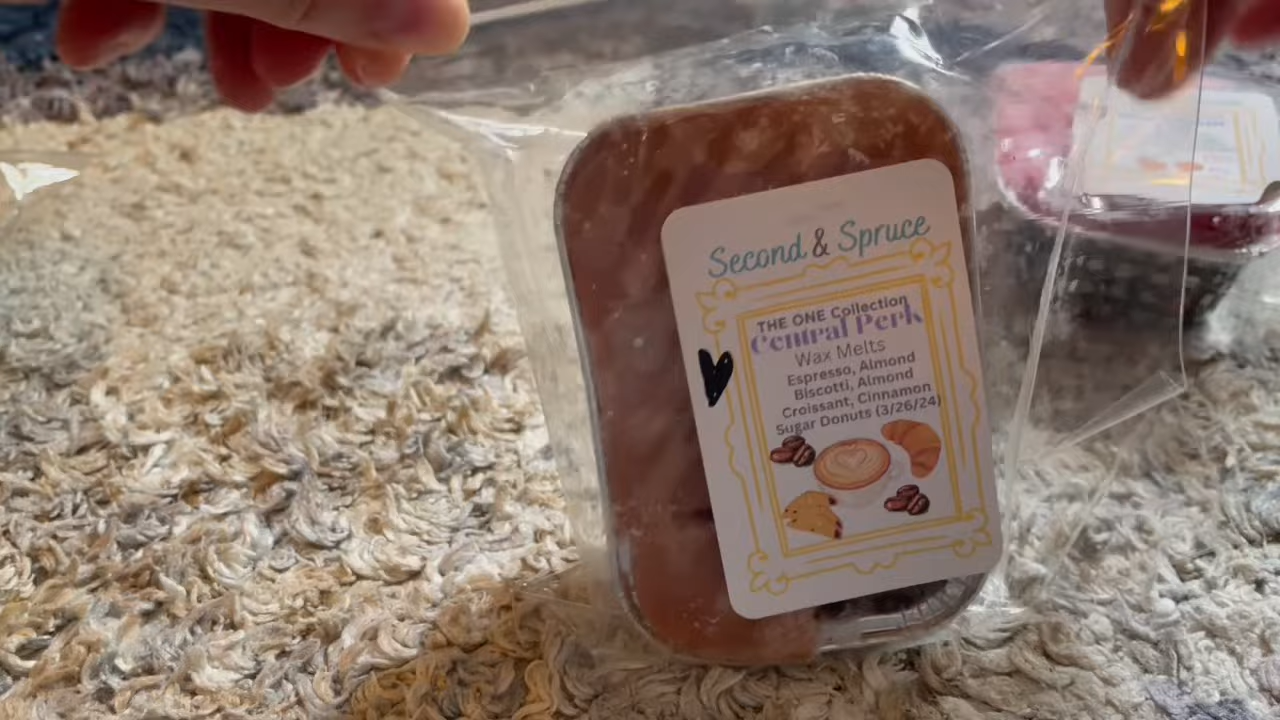 Second & Spruce
THE ONE Collection
Central Perk
Wax Melts
Espresso, Almond
Biscotti, Almond
Croissant, Cinnamon
Sugar Donuts (3/26/24)